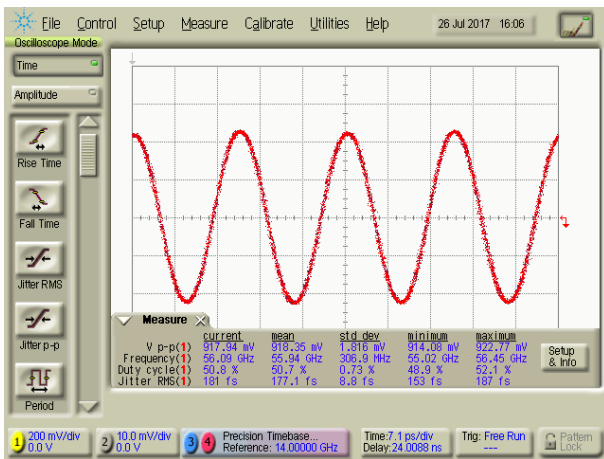 File Control Setup Measure Calibrate Utilities Help 26 Jul 2017 16:06
Oscilloscope Mode
Time
Amplitude
Rise Time
Fall Time
Jitter RMS
Jitter p-p
Period
Measure
current mean std dev minimum maximum
V p-p(1) 917.94 mV 918.35 mV 1.816 mV 914.08 mV 922.77 mV
Frequency(1) 56.09 GHz 55.94 GHz 306.9 MHz 55.02 GHz 56.45 GHz
Duty cycle(1) 50.8 % 50.7 % 0.73 % 48.9 % 52.1 %
Jitter RMS(1) 181 fs 177.1 fs 8.8 fs 153 fs 187 fs
Setup
& Info
1 200 mV/div
0.0 V
2 10.0 mV/div
0.0 V
3 4 Precision Timebase...
Reference: 14.00000 GHz
Time:7.1 ps/div
Delay:24.0088 ns
Trig: Free Run
---
Pattern
Lock